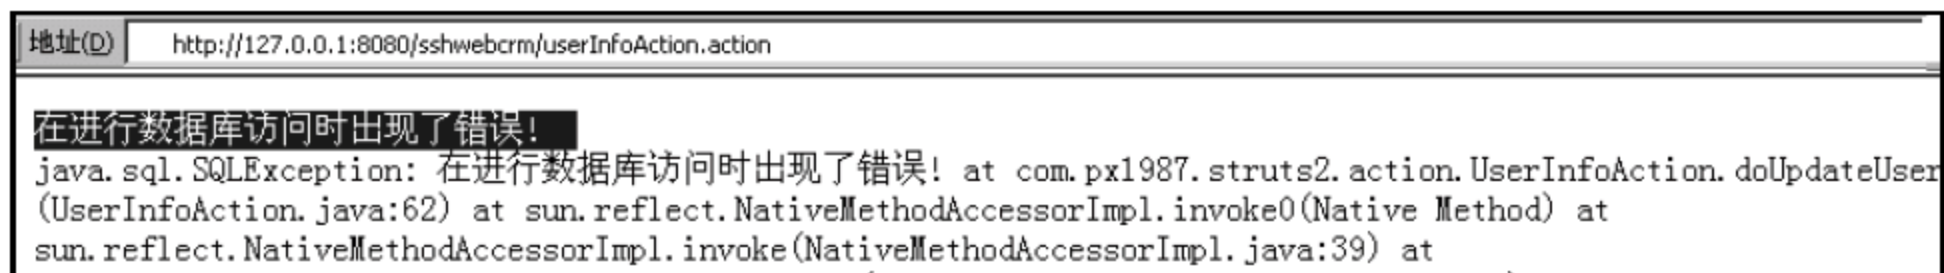 地址(D) http://127.0.0.1:8080/sshwebcrm/userInfoAction.action
在进行数据库访问时出现了错误!
java.sql.SQLException: 在进行数据库访问时出现了错误! at com.px1987.struts2.action.UserInfoAction.doUpdateUser
(UserInfoAction.java:62) at sun.reflect.NativeMethodAccessorImpl.invoke0(Native Method) at
sun.reflect.NativeMethodAccessorImpl.invoke(NativeMethodAccessorImpl.java:39) at